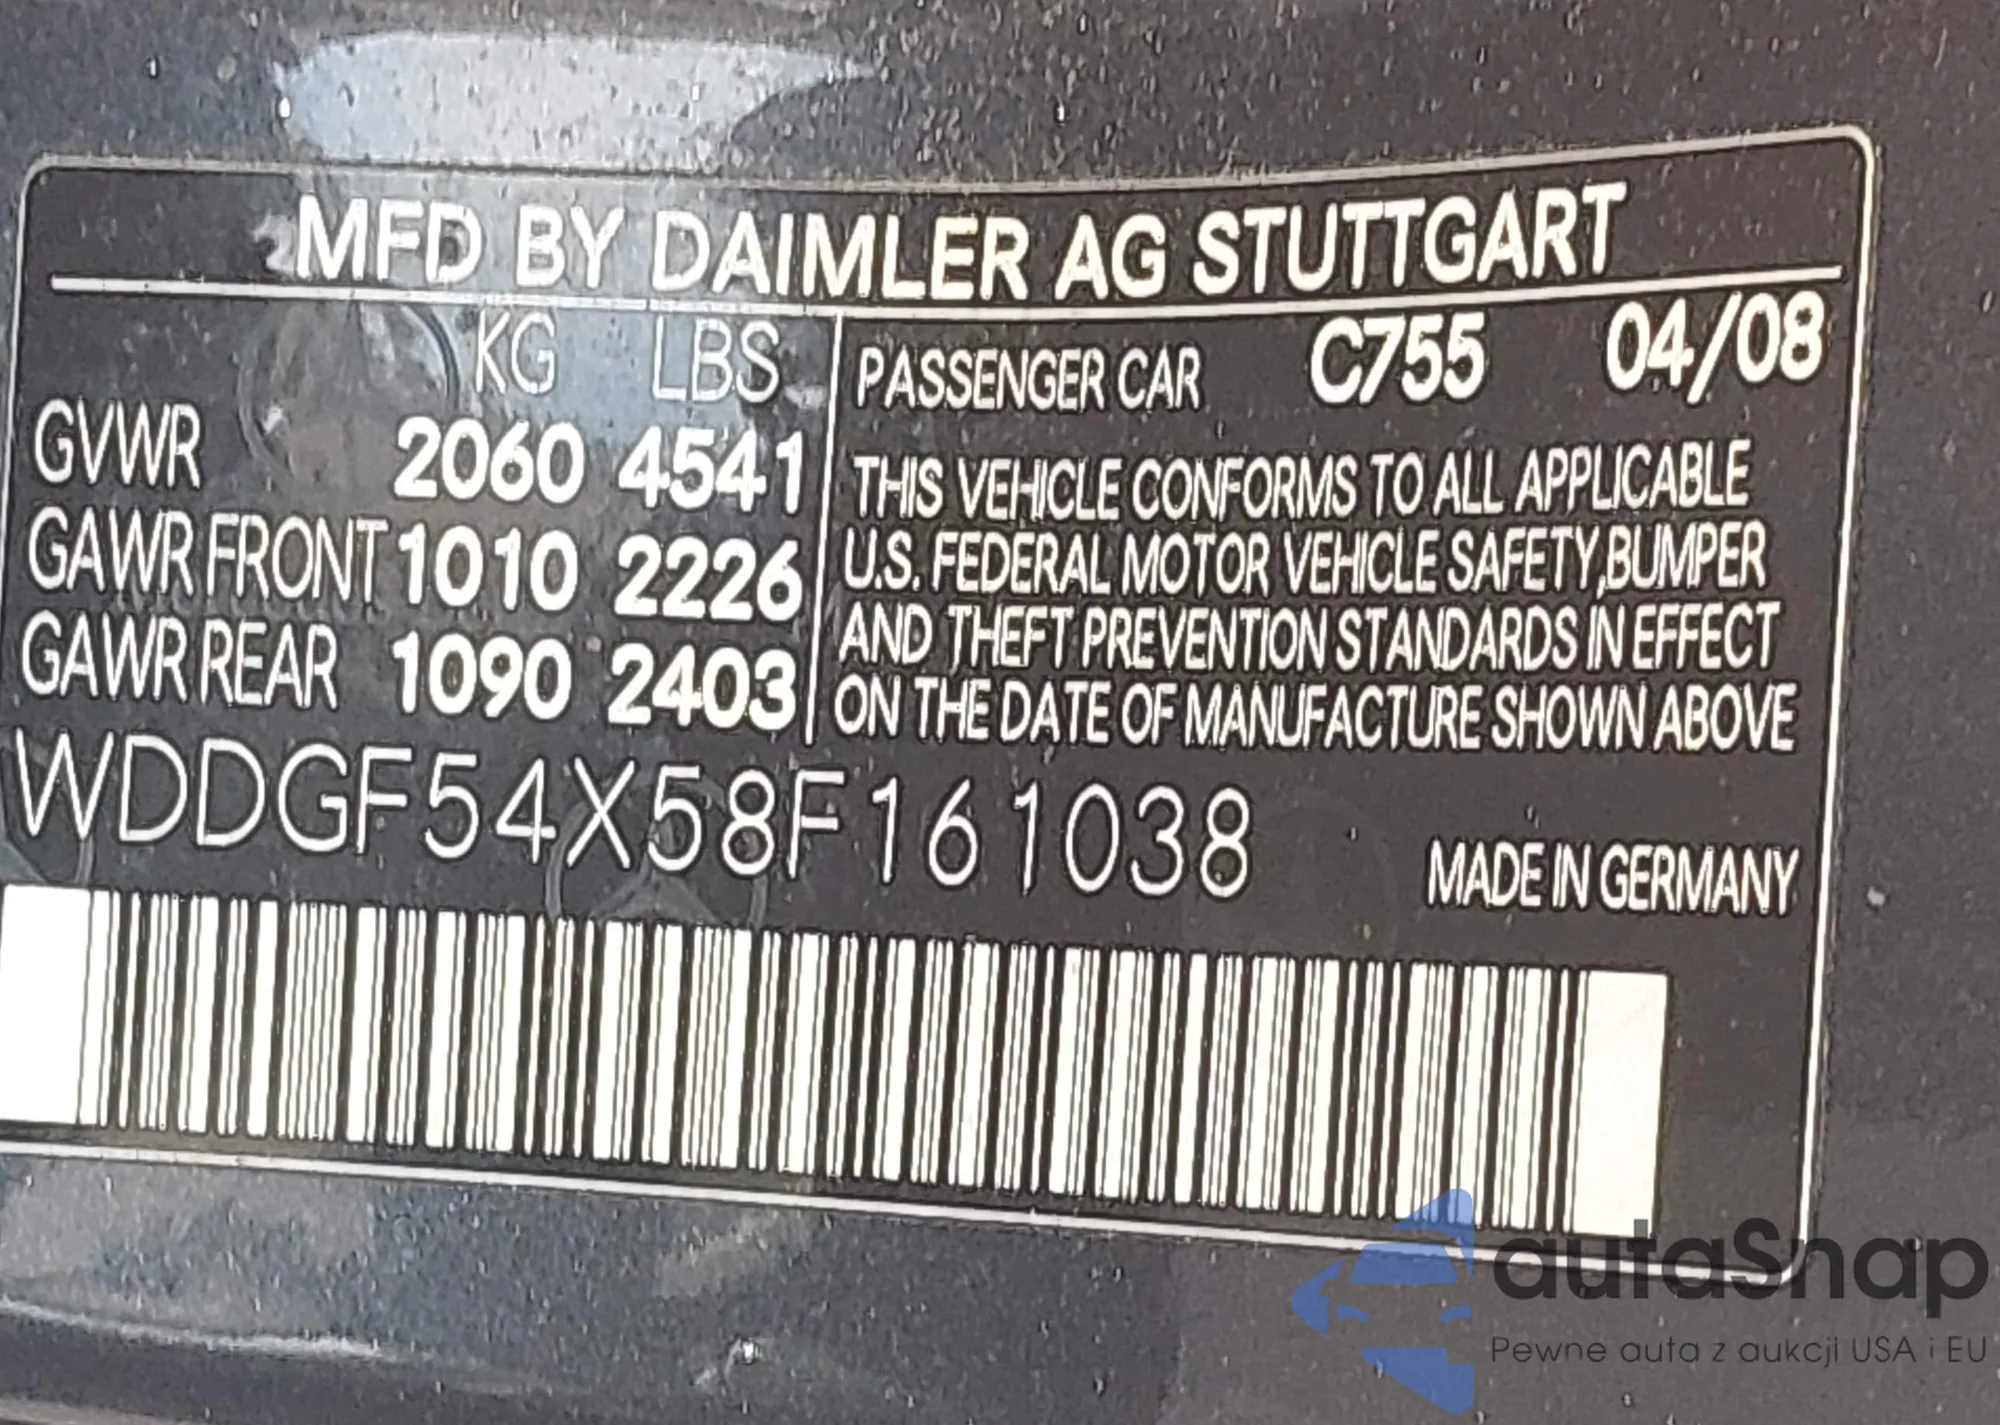 MFD BY DAIMLER AG STUTTGART
KG LBS
GVWR 2060 4541
GAWR FRONT 1010 2226
GAWR REAR 1090 2403
PASSENGER CAR C755 04/08
THIS VEHICLE CONFORMS TO ALL APPLICABLE
U.S. FEDERAL MOTOR VEHICLE SAFETY,BUMPER
AND THEFT PREVENTION STANDARDS IN EFFECT
ON THE DATE OF MANUFACTURE SHOWN ABOVE
WDDGF54X58F161038
MADE IN GERMANY
autaSnap
Pewne auta z aukcji USA i EU